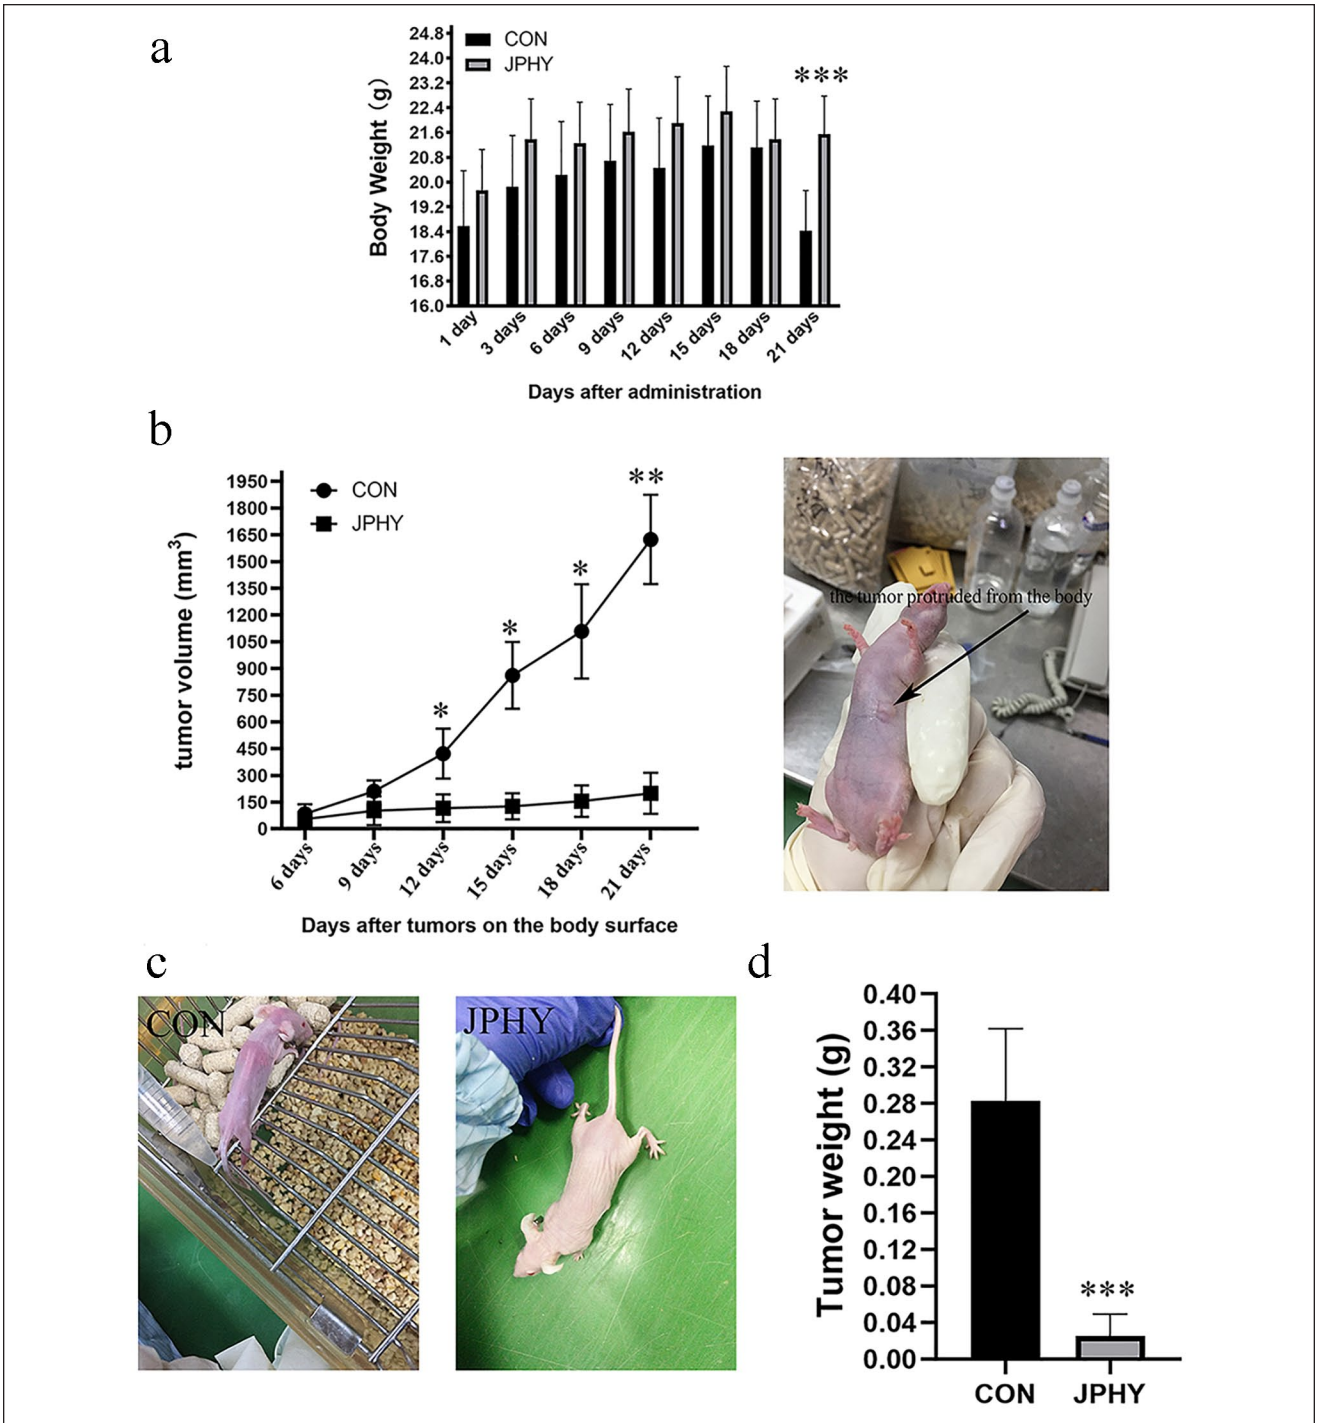 a
24.8
24.0
23.2
22.4
21.6
20.8
20.0
19.2
18.4
17.6
16.8
16.0
Body Weight (g)
CON
JPHY
***
1 day
3 days
6 days
9 days
12 days
15 days
18 days
21 days
Days after administration
b
1950
1800
1650
1500
1350
1200
1050
900
750
600
450
300
150
0
tumor volume (mm³)
CON
JPHY
*
*
*
**
6 days
9 days
12 days
15 days
18 days
21 days
Days after tumors on the body surface
the tumor protruded from the body
c
CON
JPHY
d
0.40
0.36
0.32
0.28
0.24
0.20
0.16
0.12
0.08
0.04
0.00
Tumor weight (g)
***
CON
JPHY